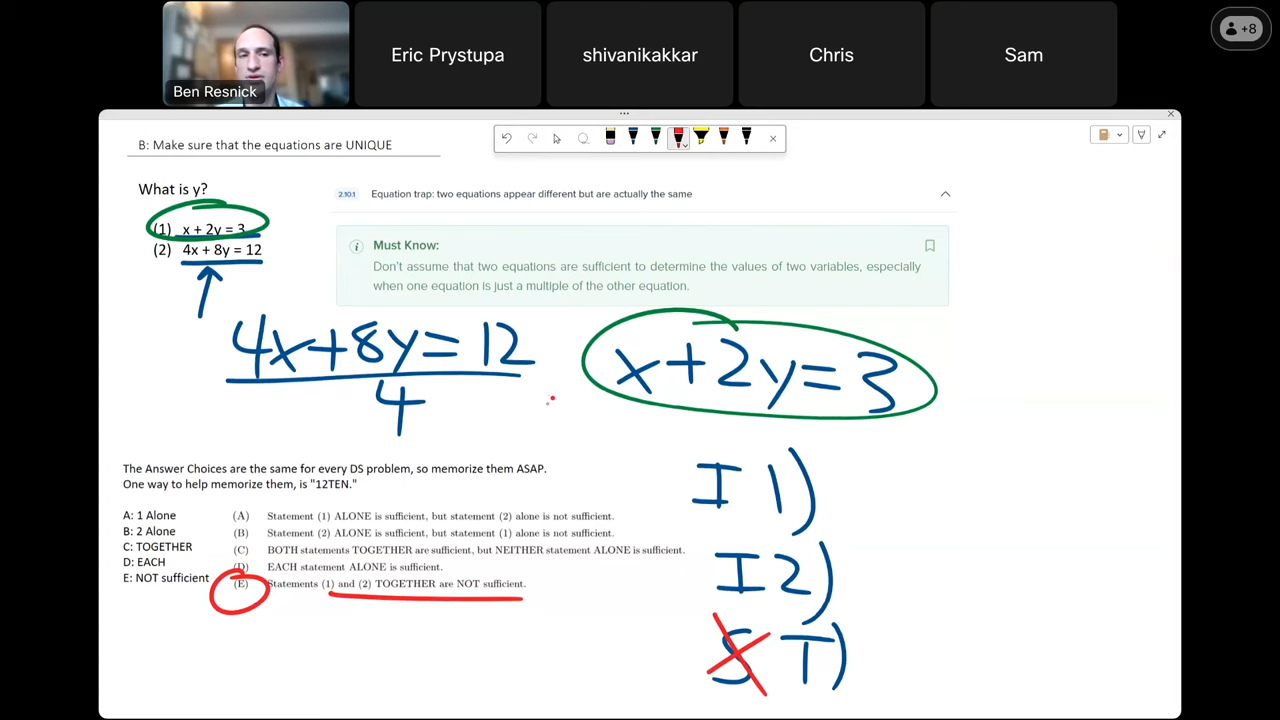 Eric Prystupa
shivanikakkar
Chris
Sam
+8
Ben Resnick
B: Make sure that the equations are UNIQUE
What is y?
(1) x + 2y = 3
(2) 4x + 8y = 12
2.10.1 Equation trap: two equations appear different but are actually the same
Must Know:
Don't assume that two equations are sufficient to determine the values of two variables, especially
when one equation is just a multiple of the other equation.
4x+8y=12
4
x+2y=3
The Answer Choices are the same for every DS problem, so memorize them ASAP.
One way to help memorize them, is "12TEN."
A: 1 Alone
B: 2 Alone
C: TOGETHER
D: EACH
E: NOT sufficient
(A) Statement (1) ALONE is sufficient, but statement (2) alone is not sufficient.
(B) Statement (2) ALONE is sufficient, but statement (1) alone is not sufficient.
(C) BOTH statements TOGETHER are sufficient, but NEITHER statement ALONE is sufficient.
(D) EACH statement ALONE is sufficient.
(E) Statements (1) and (2) TOGETHER are NOT sufficient.
I 1)
I 2)
S T)